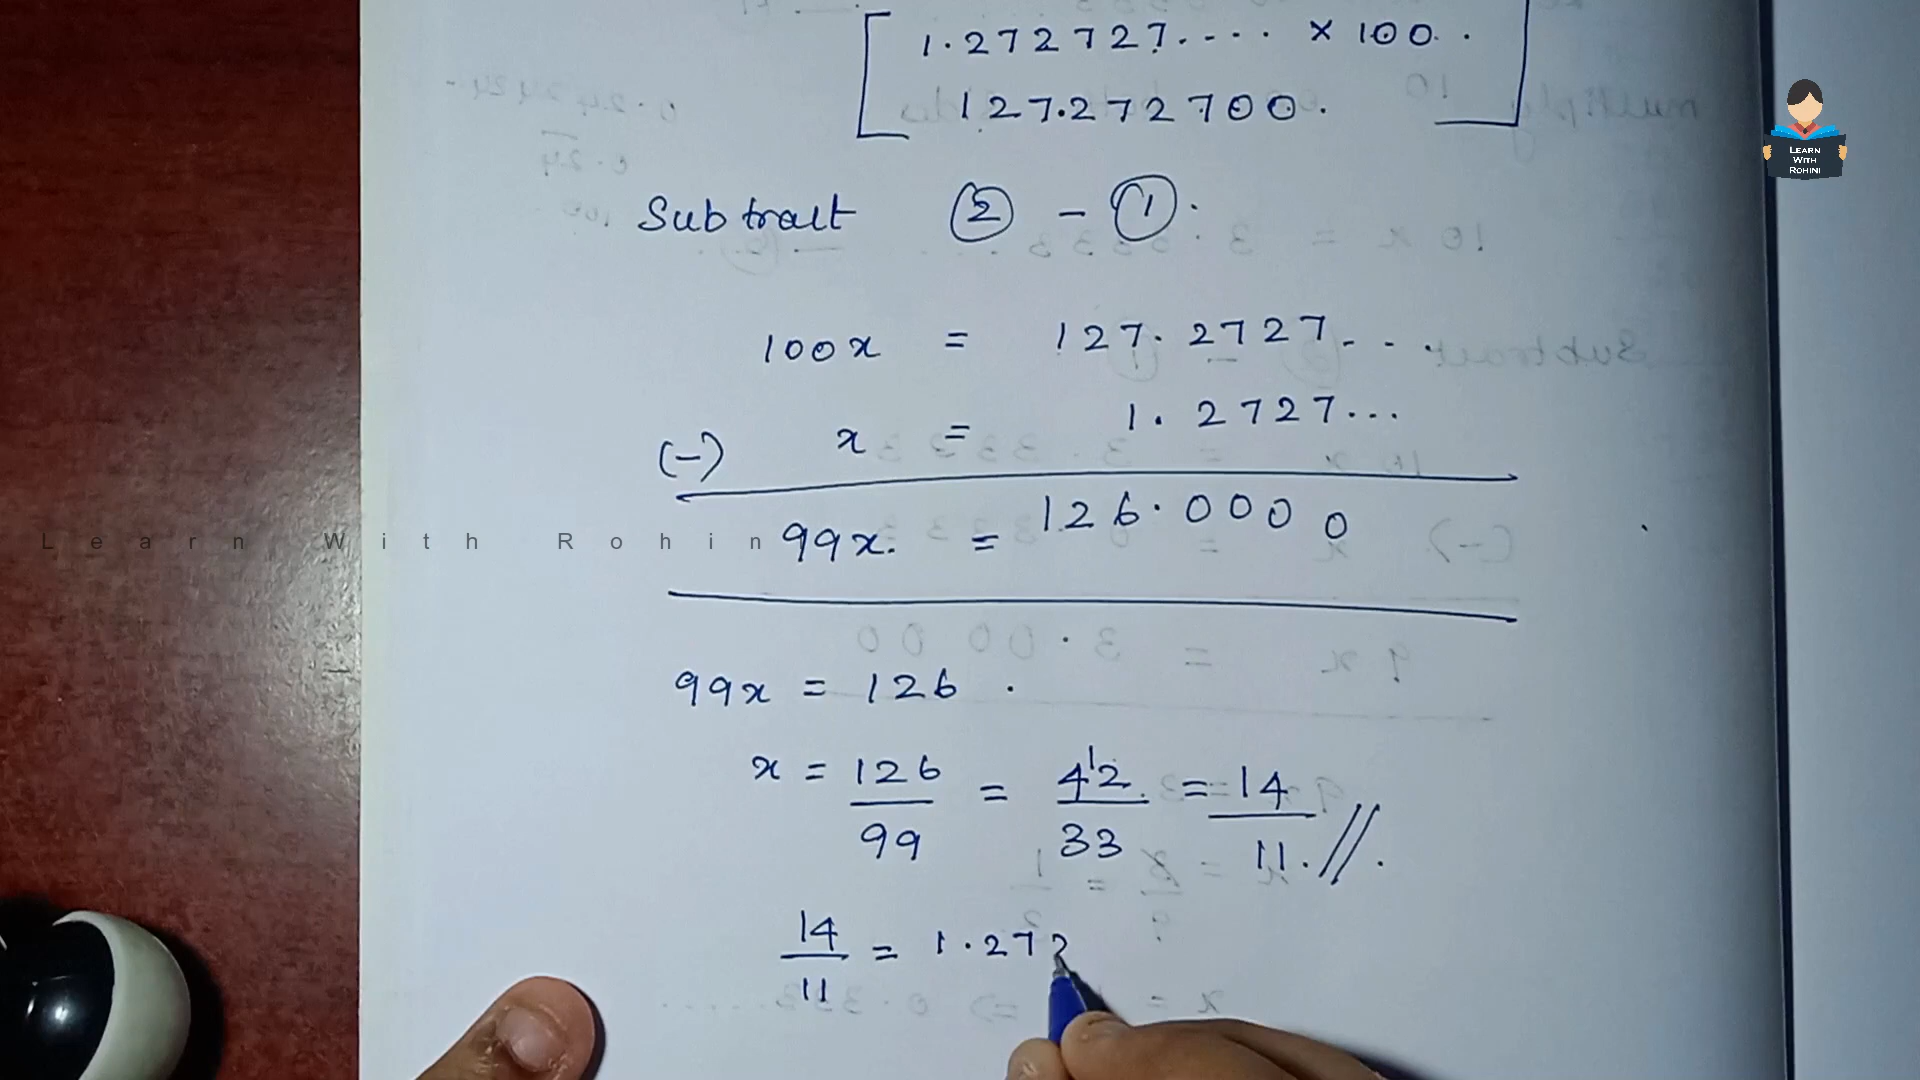 1.272727.... × 100.
127.272700.
LEARN
WITH
ROHINI
Subtract ② - ①.
100x = 127.2727...
(-) x = 1.2727...
Learn With Rohin
99x. = 126.0000
99x = 126.
x = 126/99 = 42/33 = 14/11.//.
14/11 = 1.272